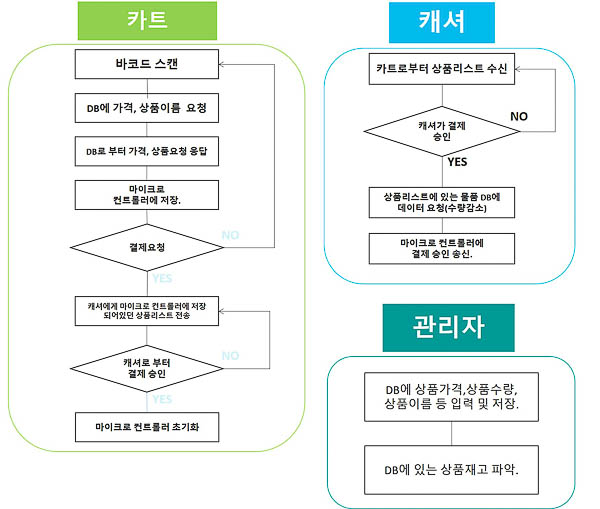 카트
바코드 스캔
DB에 가격, 상품이름 요청
DB로 부터 가격, 상품요청 응답
마이크로
컨트롤러에 저장.
결제요청
NO
YES
캐셔에게 마이크로 컨트롤러에 저장
되어있던 상품리스트 전송
캐셔로 부터
결제 승인
NO
YES
마이크로 컨트롤러 초기화
캐셔
카트로부터 상품리스트 수신
캐셔가 결제
승인
NO
YES
상품리스트에 있는 물품 DB에
데이터 요청(수량감소)
마이크로 컨트롤러에
결제 승인 송신.
관리자
DB에 상품가격,상품수량,
상품이름 등 입력 및 저장.
DB에 있는 상품재고 파악.